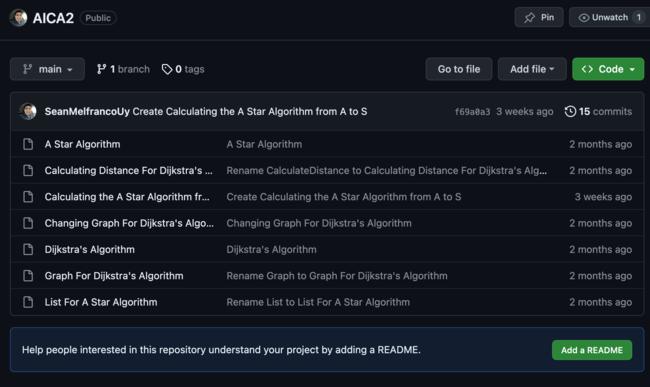 AICA2 Public Pin Unwatch 1
main 1 branch 0 tags Go to file Add file Code
SeanMelfrancoUy Create Calculating the A Star Algorithm from A to S f69a0a3 3 weeks ago 15 commits
A Star Algorithm A Star Algorithm 2 months ago
Calculating Distance For Dijkstra's ... Rename CalculateDistance to Calculating Distance For Dijkstra's Alg... 2 months ago
Calculating the A Star Algorithm fr... Create Calculating the A Star Algorithm from A to S 3 weeks ago
Changing Graph For Dijkstra's Algo... Changing Graph For Dijkstra's Algorithm 2 months ago
Dijkstra's Algorithm Dijkstra's Algorithm 2 months ago
Graph For Dijkstra's Algorithm Rename Graph to Graph For Dijkstra's Algorithm 2 months ago
List For A Star Algorithm Rename List to List For A Star Algorithm 2 months ago
Help people interested in this repository understand your project by adding a README. Add a README